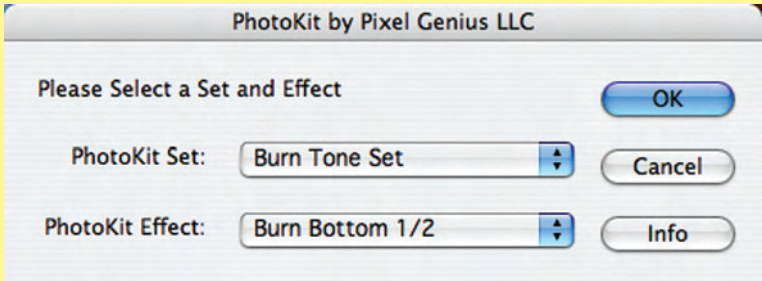 PhotoKit by Pixel Genius LLC
Please Select a Set and Effect
OK
PhotoKit Set: Burn Tone Set
Cancel
PhotoKit Effect: Burn Bottom 1/2
Info